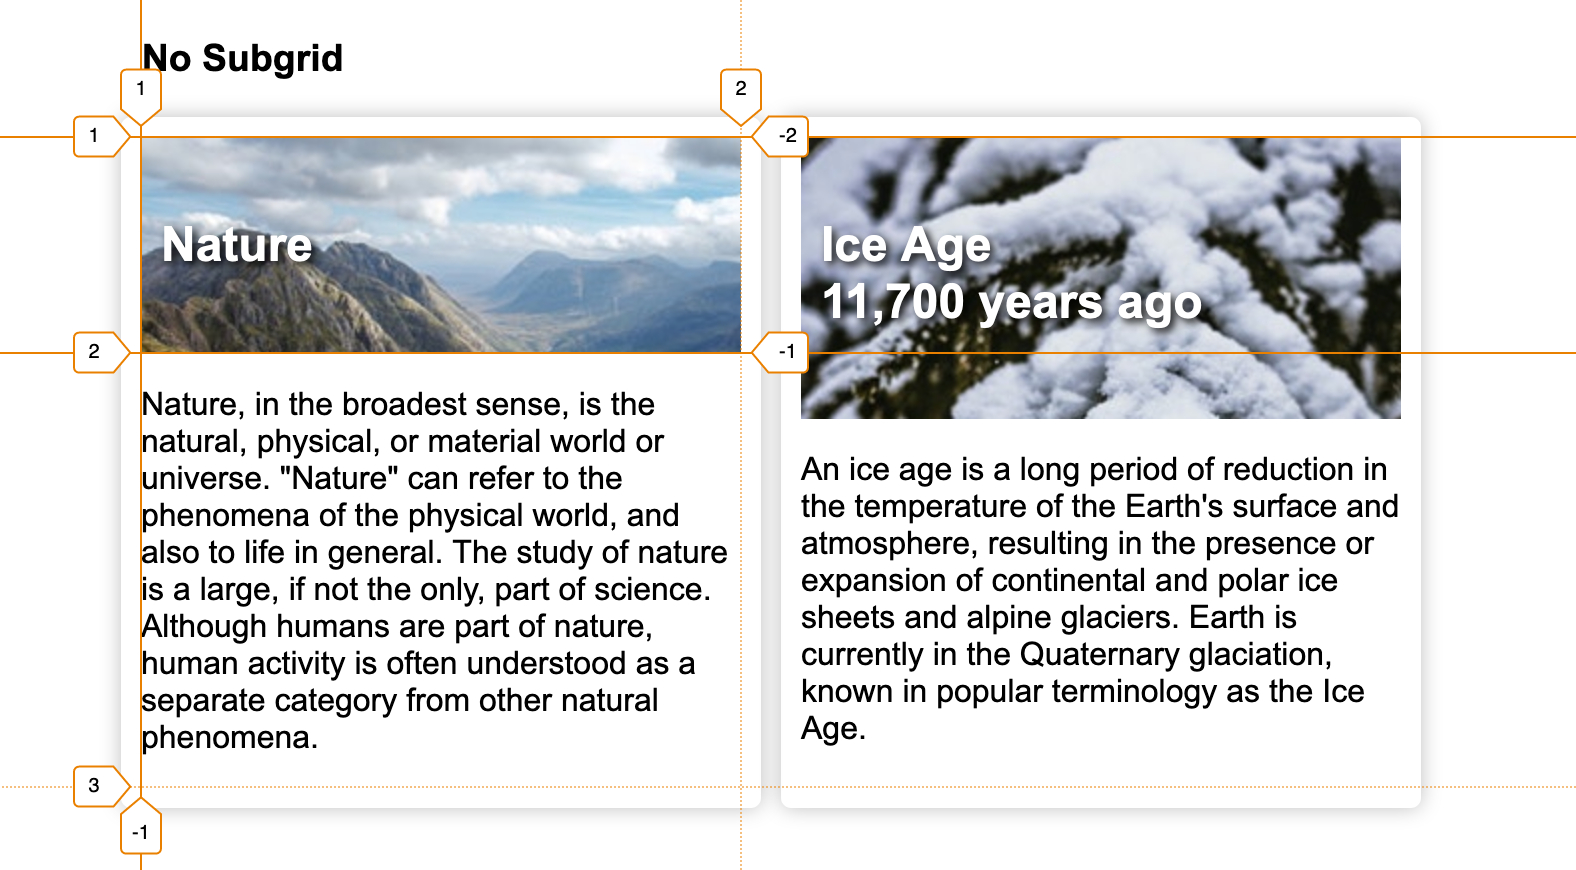 No Subgrid
1
2
1
-2
Nature
Ice Age
11,700 years ago
2
-1
Nature, in the broadest sense, is the
natural, physical, or material world or
universe. "Nature" can refer to the
phenomena of the physical world, and
also to life in general. The study of nature
is a large, if not the only, part of science.
Although humans are part of nature,
human activity is often understood as a
separate category from other natural
phenomena.
An ice age is a long period of reduction in
the temperature of the Earth's surface and
atmosphere, resulting in the presence or
expansion of continental and polar ice
sheets and alpine glaciers. Earth is
currently in the Quaternary glaciation,
known in popular terminology as the Ice
Age.
3
-1